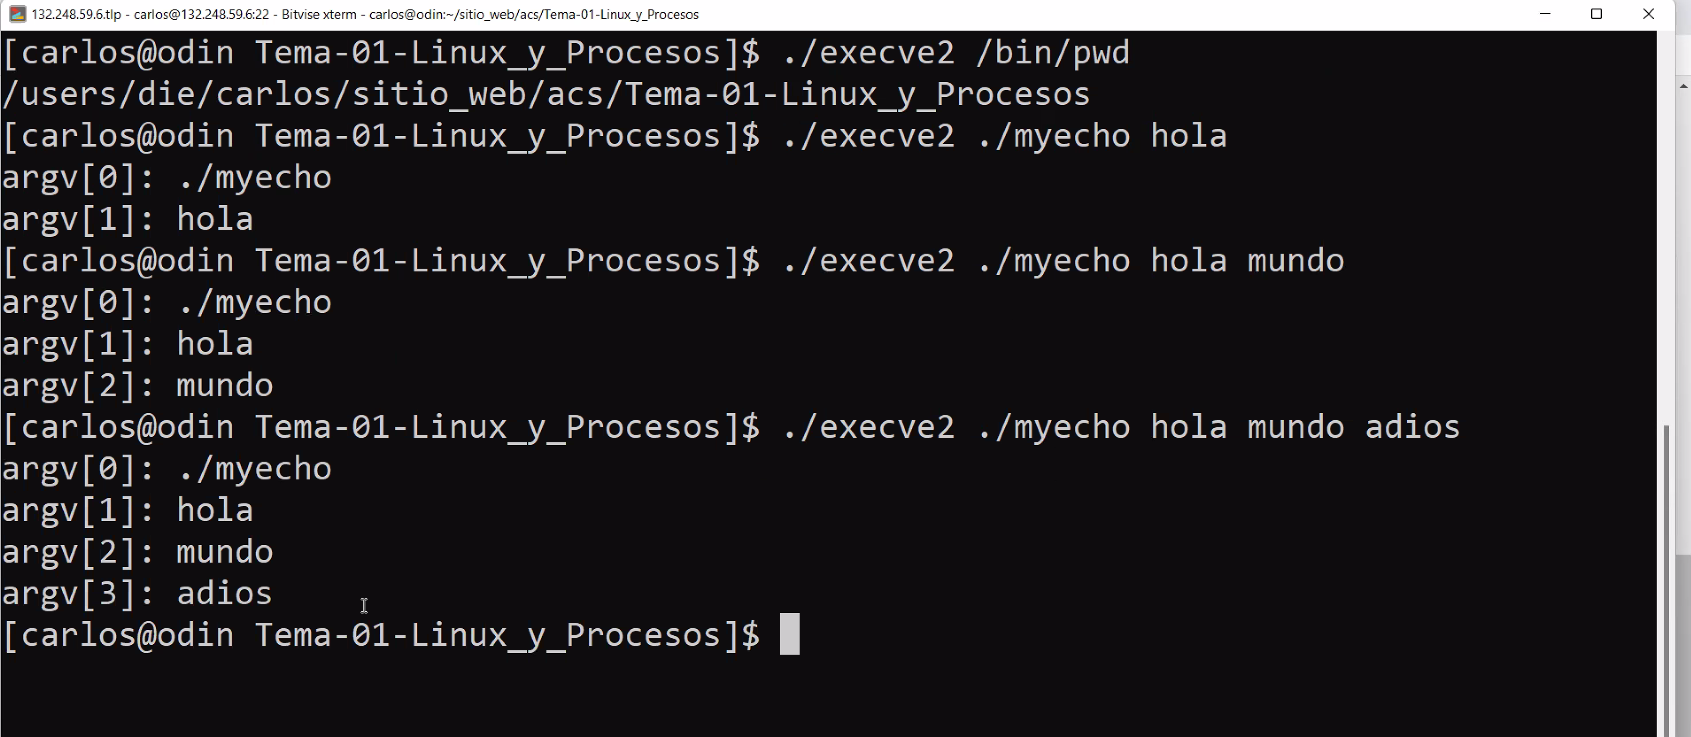 132.248.59.6.tlp - carlos@132.248.59.6:22 - Bitvise xterm - carlos@odin:~/sitio_web/acs/Tema-01-Linux_y_Procesos
[carlos@odin Tema-01-Linux_y_Procesos]$ ./execve2 /bin/pwd
/users/die/carlos/sitio_web/acs/Tema-01-Linux_y_Procesos
[carlos@odin Tema-01-Linux_y_Procesos]$ ./execve2 ./myecho hola
argv[0]: ./myecho
argv[1]: hola
[carlos@odin Tema-01-Linux_y_Procesos]$ ./execve2 ./myecho hola mundo
argv[0]: ./myecho
argv[1]: hola
argv[2]: mundo
[carlos@odin Tema-01-Linux_y_Procesos]$ ./execve2 ./myecho hola mundo adios
argv[0]: ./myecho
argv[1]: hola
argv[2]: mundo
argv[3]: adios
[carlos@odin Tema-01-Linux_y_Procesos]$